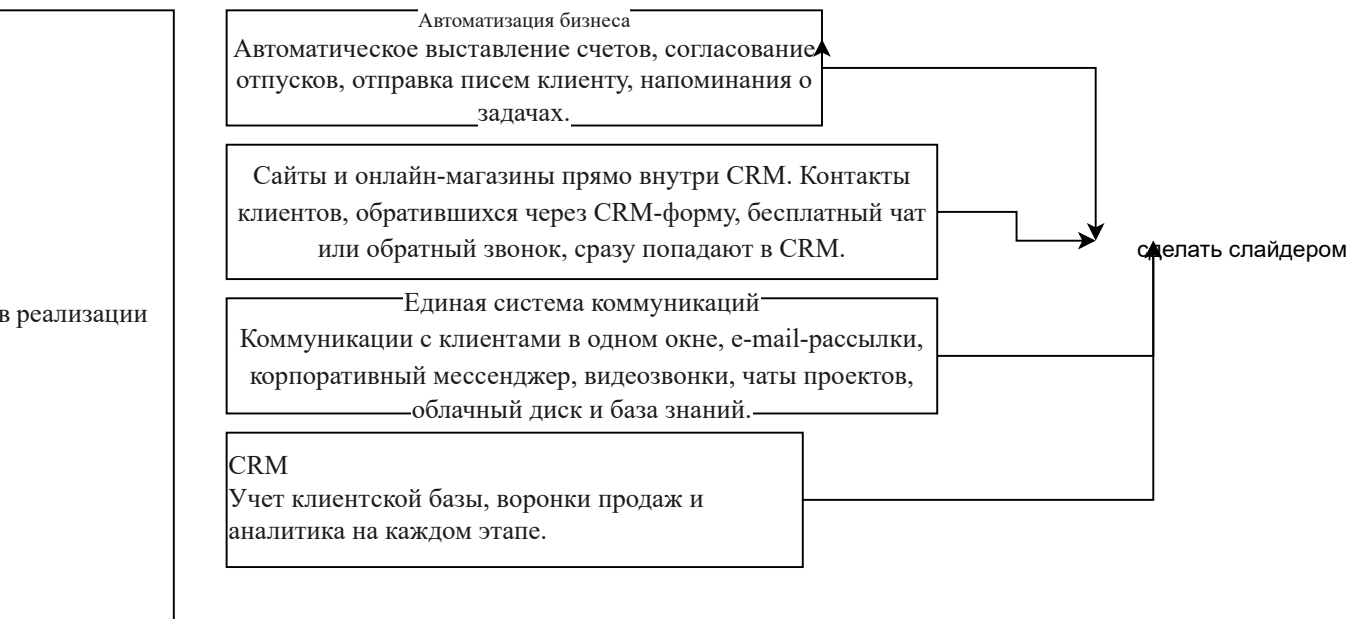 Автоматизация бизнеса
Автоматическое выставление счетов, согласование
отпусков, отправка писем клиенту, напоминания о
задачах.
Сайты и онлайн-магазины прямо внутри CRM. Контакты
клиентов, обратившихся через CRM-форму, бесплатный чат
или обратный звонок, сразу попадают в CRM.
сделать слайдером
в реализации
Единая система коммуникаций
Коммуникации с клиентами в одном окне, e-mail-рассылки,
корпоративный мессенджер, видеозвонки, чаты проектов,
облачный диск и база знаний.
CRM
Учет клиентской базы, воронки продаж и
аналитика на каждом этапе.